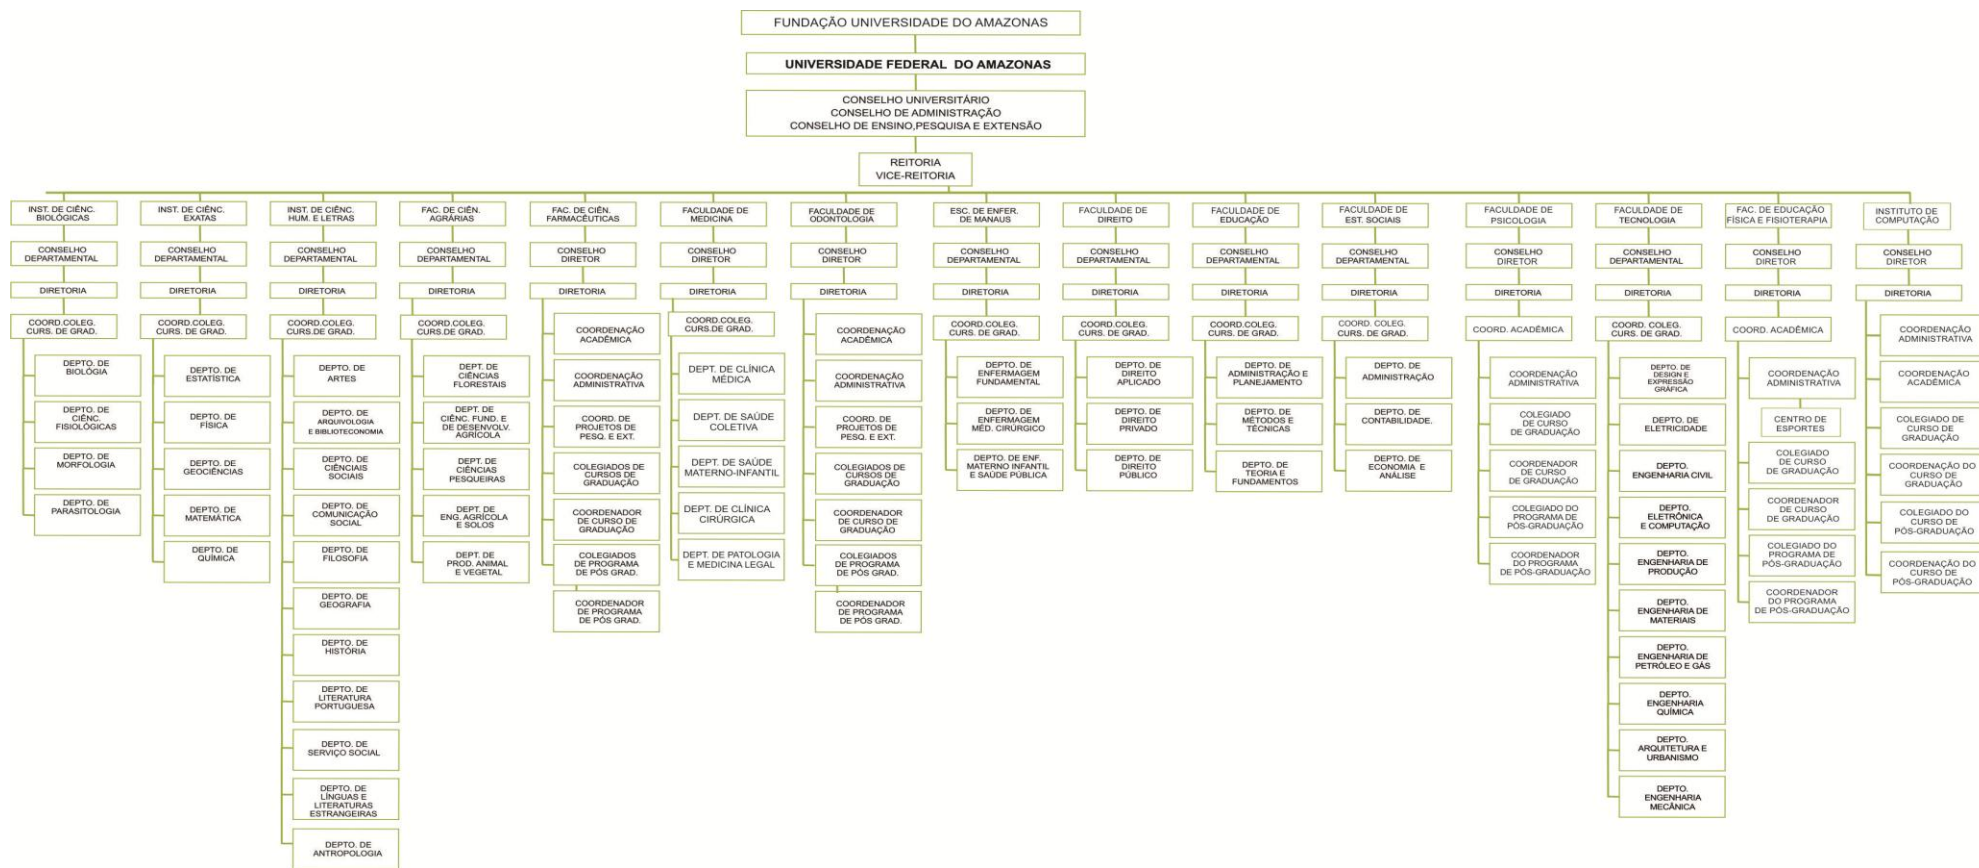 FUNDAÇÃO UNIVERSIDADE DO AMAZONAS
UNIVERSIDADE FEDERAL DO AMAZONAS
CONSELHO UNIVERSITÁRIO
CONSELHO DE ADMINISTRAÇÃO
CONSELHO DE ENSINO,PESQUISA E EXTENSÃO
REITORIA
VICE-REITORIA
INST. DE CIÊNC.
BIOLÓGICAS
CONSELHO
DEPARTAMENTAL
DIRETORIA
COORD.COLEG.
CURS. DE GRAD.
DEPTO. DE
BIOLÓGIA
DEPTO. DE
CIÊNC.
FISIOLÓGICAS
DEPTO. DE
MORFOLOGIA
DEPTO. DE
PARASITOLOGIA
INST. DE CIÊNC.
EXATAS
CONSELHO
DEPARTAMENTAL
DIRETORIA
COORD.COLEG.
CURS. DE GRAD.
DEPTO. DE
ESTATÍSTICA
DEPTO. DE
FÍSICA
DEPTO. DE
GEOCIÊNCIAS
DEPTO. DE
MATEMÁTICA
DEPTO. DE
QUÍMICA
INST. DE CIÊNC.
HUM. E LETRAS
CONSELHO
DEPARTAMENTAL
DIRETORIA
COORD.COLEG.
CURS.DE GRAD.
DEPTO. DE
ARTES
DEPTO. DE
ARQUIVOLOGIA
E BIBLIOTECONOMIA
DEPTO. DE
CIÊNCIAIS
SOCIAIS
DEPTO. DE
COMUNICAÇÃO
SOCIAL
DEPTO. DE
FILOSOFIA
DEPTO. DE
GEOGRAFIA
DEPTO. DE
HISTÓRIA
DEPTO. DE
LITERATURA
PORTUGUESA
DEPTO. DE
SERVIÇO SOCIAL
DEPTO. DE
LÍNGUAS E
LITERATURAS
ESTRANGEIRAS
DEPTO. DE
ANTROPOLOGIA
FAC. DE CIÊN.
AGRÁRIAS
CONSELHO
DEPARTAMENTAL
DIRETORIA
COORD.COLEG.
CURS.DE GRAD.
DEPT. DE
CIÊNCIAS
FLORESTAIS
DEPT. DE
CIÊNC. FUND. E
DE DESENVOLV.
AGRÍCOLA
DEPT. DE
CIÊNCIAS
PESQUEIRAS
DEPT. DE
ENG. AGRÍCOLA
E SOLOS
DEPT. DE
PROD. ANIMAL
E VEGETAL
FAC. DE CIÊN.
FARMACÊUTICAS
CONSELHO
DIRETOR
DIRETORIA
COORDENAÇÃO
ACADÊMICA
COORDENAÇÃO
ADMINISTRATIVA
COORD. DE
PROJETOS DE
PESQ. E EXT.
COLEGIADOS DE
CURSOS DE
GRADUAÇÃO
COORDENADOR
DE CURSO DE
GRADUAÇÃO
COLEGIADOS
DE PROGRAMA
DE PÓS GRAD.
COORDENADOR
DE PROGRAMA
DE PÓS GRAD.
FACULDADE DE
MEDICINA
CONSELHO
DIRETOR
DIRETORIA
COORD.COLEG.
CURS.DE GRAD.
DEPT. DE CLÍNICA
MÉDICA
DEPT. DE SAÚDE
COLETIVA
DEPT. DE SAÚDE
MATERNO-INFANTIL
DEPT. DE CLÍNICA
CIRÚRGICA
DEPT. DE PATOLOGIA
E MEDICINA LEGAL
FACULDADE DE
ODONTOLOGIA
CONSELHO
DIRETOR
DIRETORIA
COORDENAÇÃO
ACADÊMICA
COORDENAÇÃO
ADMINISTRATIVA
COORD. DE
PROJETOS DE
PESQ. E EXT.
COLEGIADOS DE
CURSOS DE
GRADUAÇÃO
COORDENADOR
DE CURSO DE
GRADUAÇÃO
COLEGIADOS
DE PROGRAMA
DE PÓS GRAD.
COORDENADOR
DE PROGRAMA
DE PÓS GRAD.
ESC. DE ENFER.
DE MANAUS
CONSELHO
DEPARTAMENTAL
DIRETORIA
COORD.COLEG.
CURS. DE GRAD.
DEPTO. DE
ENFERMAGEM
FUNDAMENTAL
DEPTO. DE
ENFERMAGEM
MÉD. CIRÚRGICO
DEPTO. DE ENF.
MATERNO INFANTIL
E SAÚDE PÚBLICA
FACULDADE DE
DIREITO
CONSELHO
DEPARTAMENTAL
DIRETORIA
COORD.COLEG.
CURS. DE GRAD.
DEPTO. DE
DIREITO
APLICADO
DEPTO. DE
DIREITO
PRIVADO
DEPTO. DE
DIREITO
PÚBLICO
FACULDADE DE
EDUCAÇÃO
CONSELHO
DEPARTAMENTAL
DIRETORIA
COORD.COLEG.
CURS. DE GRAD.
DEPTO. DE
ADMINISTRAÇÃO E
PLANEJAMENTO
DEPTO. DE
MÉTODOS E
TÉCNICAS
DEPTO. DE
TEORIA E
FUNDAMENTOS
FACULDADE DE
EST. SOCIAIS
CONSELHO
DEPARTAMENTAL
DIRETORIA
COORD. COLEG.
CURS. DE GRAD.
DEPTO. DE
ADMINISTRAÇÃO
DEPTO. DE
CONTABILIDADE.
DEPTO. DE
ECONOMIA E
ANÁLISE
FACULDADE DE
PSICOLOGIA
CONSELHO
DIRETOR
DIRETORIA
COORD. ACADÊMICA
COORDENAÇÃO
ADMINISTRATIVA
COLEGIADO
DE CURSO
DE GRADUAÇÃO
COORDENADOR
DE CURSO
DE GRADUAÇÃO
COLEGIADO DO
PROGRAMA DE
PÓS-GRADUAÇÃO
COORDENADOR
DO PROGRAMA
DE PÓS-GRADUAÇÃO
FACULDADE DE
TECNOLOGIA
CONSELHO
DEPARTAMENTAL
DIRETORIA
COORD.COLEG.
CURS. DE GRAD.
DEPTO. DE
DESIGN E
EXPRESSÃO
GRÁFICA
DEPTO. DE
ELETRICIDADE
DEPTO.
ENGENHARIA CIVIL
DEPTO.
ELETRÔNICA
E COMPUTAÇÃO
DEPTO.
ENGENHARIA DE
PRODUÇÃO
DEPTO.
ENGENHARIA DE
MATERIAIS
DEPTO.
ENGENHARIA DE
PETRÓLEO E GÁS
DEPTO.
ENGENHARIA
QUÍMICA
DEPTO.
ARQUITETURA E
URBANISMO
DEPTO.
ENGENHARIA
MECÂNICA
FAC. DE EDUCAÇÃO
FÍSICA E FISIOTERAPIA
CONSELHO
DIRETOR
DIRETORIA
COORD. ACADÊMICA
COORDENAÇÃO
ADMINISTRATIVA
CENTRO DE
ESPORTES
COLEGIADO
DE CURSO
DE GRADUAÇÃO
COORDENADOR
DE CURSO
DE GRADUAÇÃO
COLEGIADO DO
PROGRAMA DE
PÓS-GRADUAÇÃO
COORDENADOR
DO PROGRAMA
DE PÓS-GRADUAÇÃO
INSTITUTO DE
COMPUTAÇÃO
CONSELHO
DIRETOR
DIRETORIA
COORDENAÇÃO
ADMINISTRATIVA
COORDENAÇÃO
ACADÊMICA
COLEGIADO DE
CURSO DE
GRADUAÇÃO
COORDENAÇÃO DO
CURSO DE
GRADUAÇÃO
COLEGIADO DO
CURSO DE
PÓS-GRADUAÇÃO
COORDENAÇÃO DO
CURSO DE
PÓS-GRADUAÇÃO